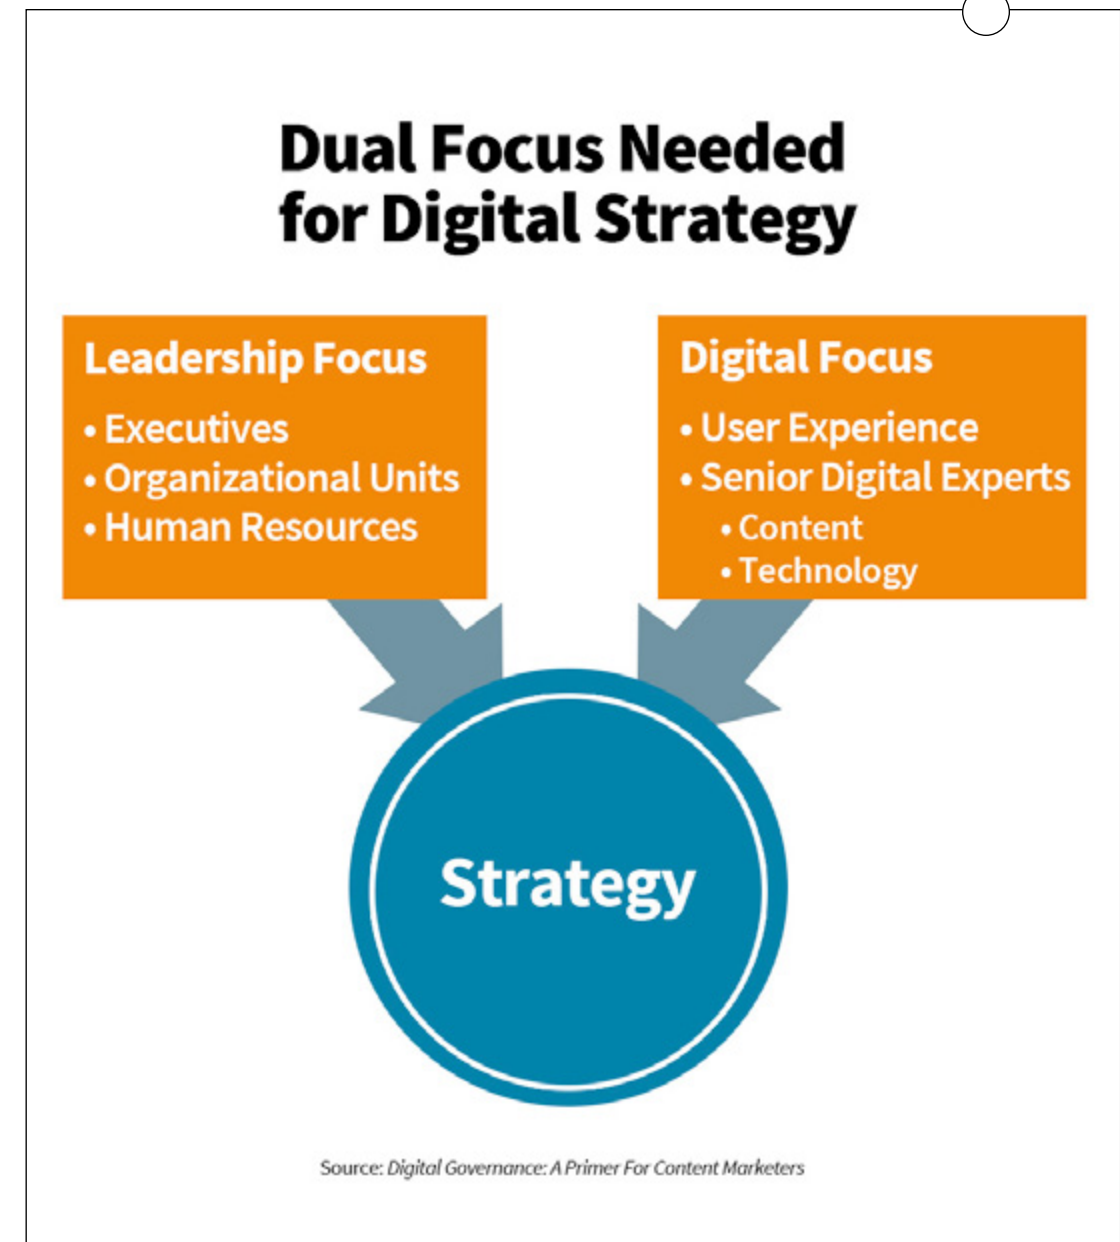 Dual Focus Needed
for Digital Strategy
Leadership Focus
• Executives
• Organizational Units
• Human Resources
Digital Focus
• User Experience
• Senior Digital Experts
• Content
• Technology
Strategy
Source: Digital Governance: A Primer For Content Marketers